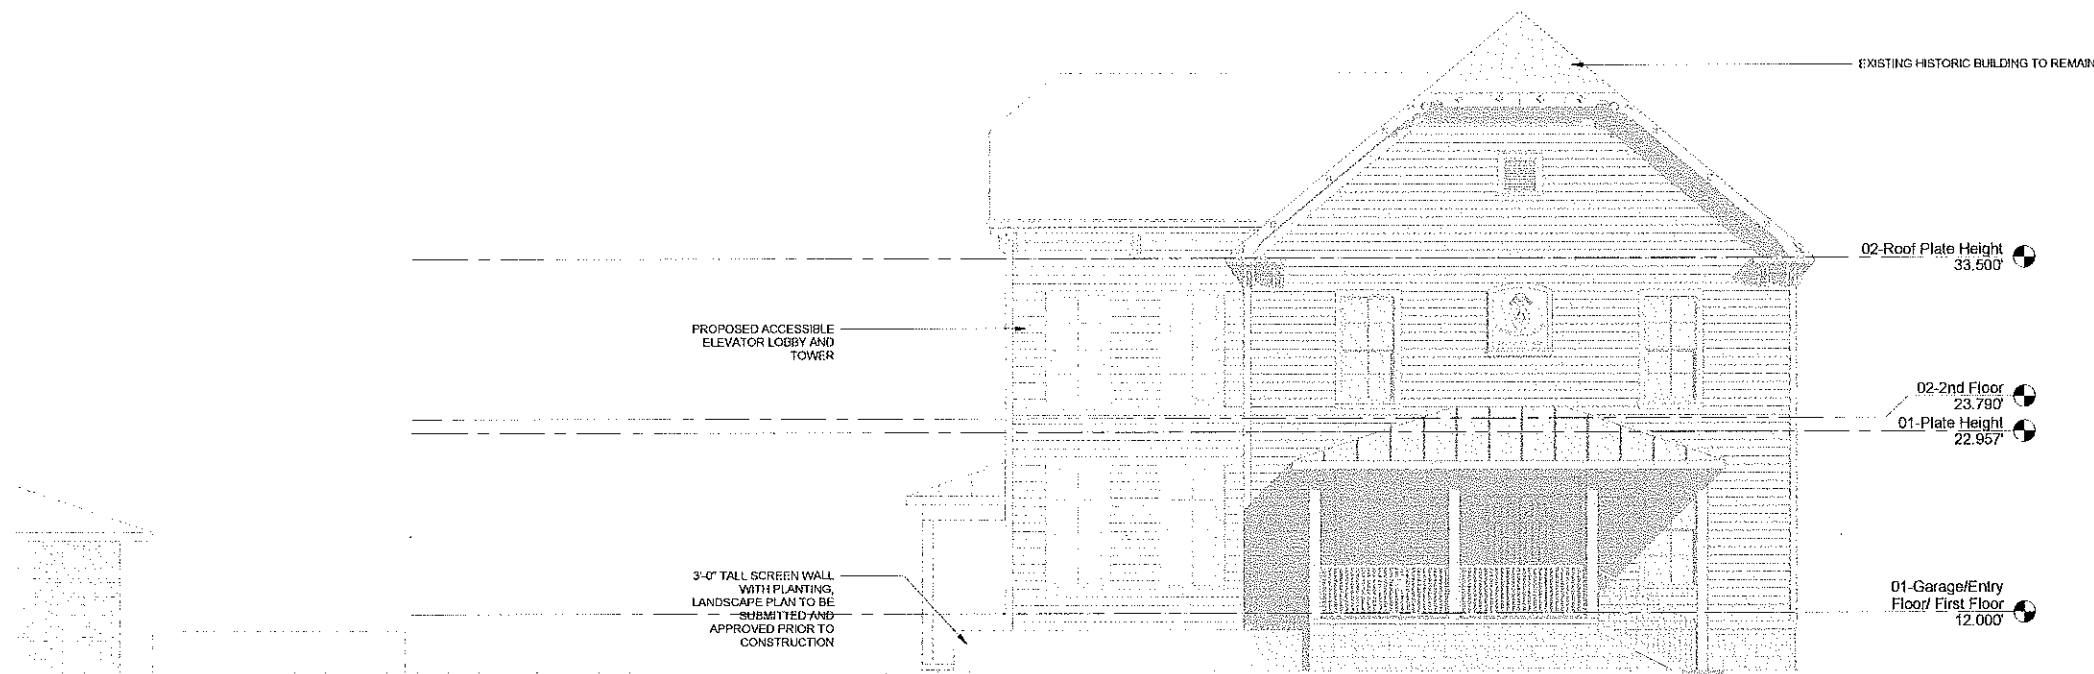 EXISTING HISTORIC BUILDING TO REMAIN
02-Roof Plate Height
33.500'
PROPOSED ACCESSIBLE
ELEVATOR LOBBY AND
TOWER
02-2nd Floor
23.790'
01-Plate Height
22.957'
3'-0" TALL SCREEN WALL
WITH PLANTING,
LANDSCAPE PLAN TO BE
SUBMITTED AND
APPROVED PRIOR TO
CONSTRUCTION
01-Garage/Entry
Floor/ First Floor
12.000'